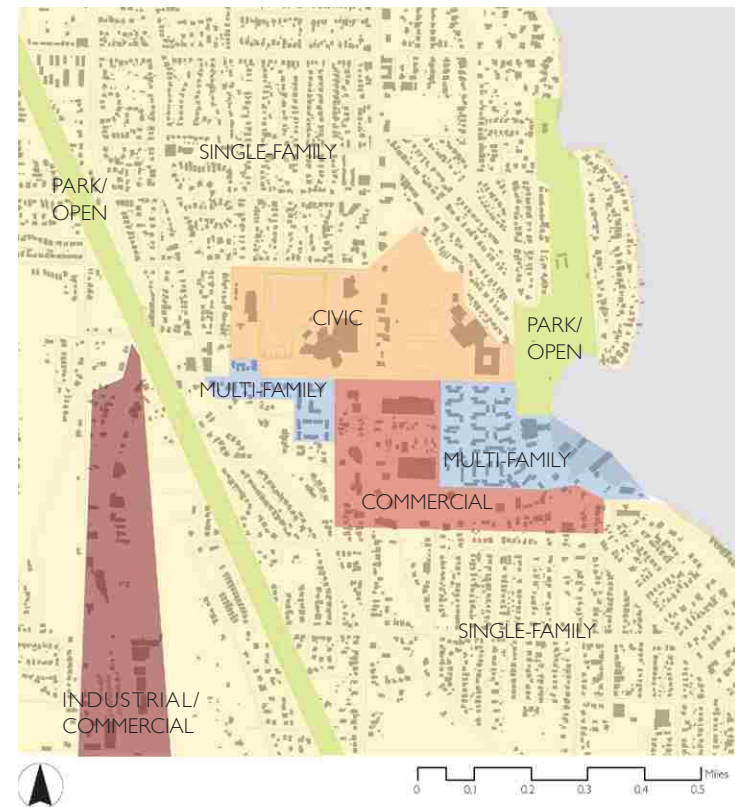 SINGLE-FAMILY
PARK/
OPEN
CIVIC
PARK/
OPEN
MULTI-FAMILY
MULTI-FAMILY
COMMERCIAL
SINGLE-FAMILY
INDUSTRIAL/
COMMERCIAL
Miles
0 0.1 0.2 0.3 0.4 0.5